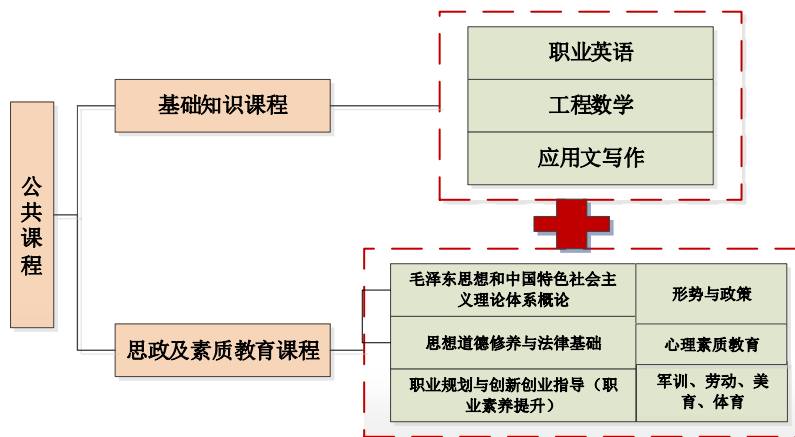 公共课程
基础知识课程
职业英语
工程数学
应用文写作
思政及素质教育课程
毛泽东思想和中国特色社会主
义理论体系概论
思想道德修养与法律基础
职业规划与创新创业指导（职
业素养提升）
形势与政策
心理素质教育
军训、劳动、美
育、体育